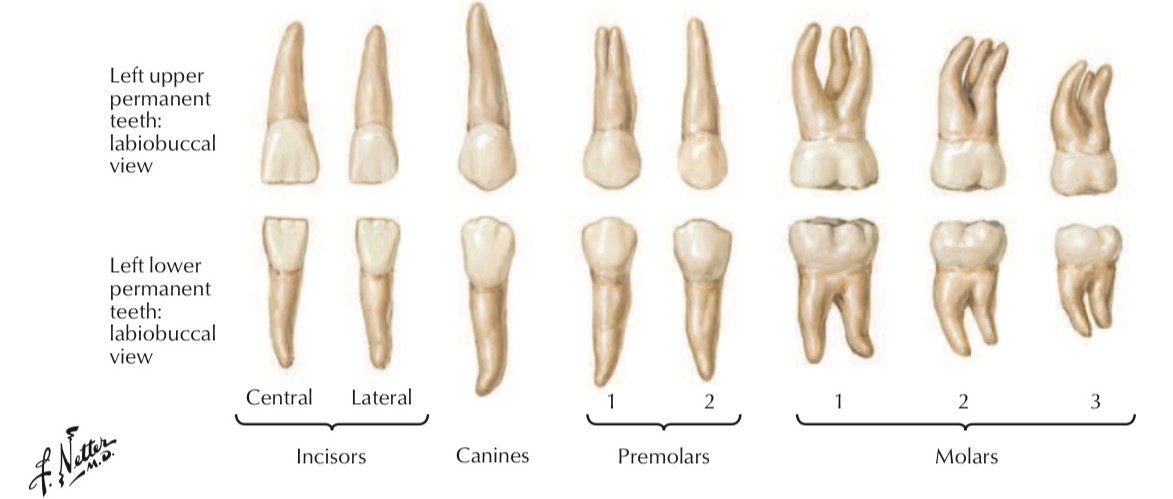 Left upper
permanent
teeth:
labiobuccal
view
Left lower
permanent
teeth:
labiobuccal
view
Central Lateral
1 2
1 2 3
Incisors
Canines
Premolars
Molars
F. Netter
M.D.